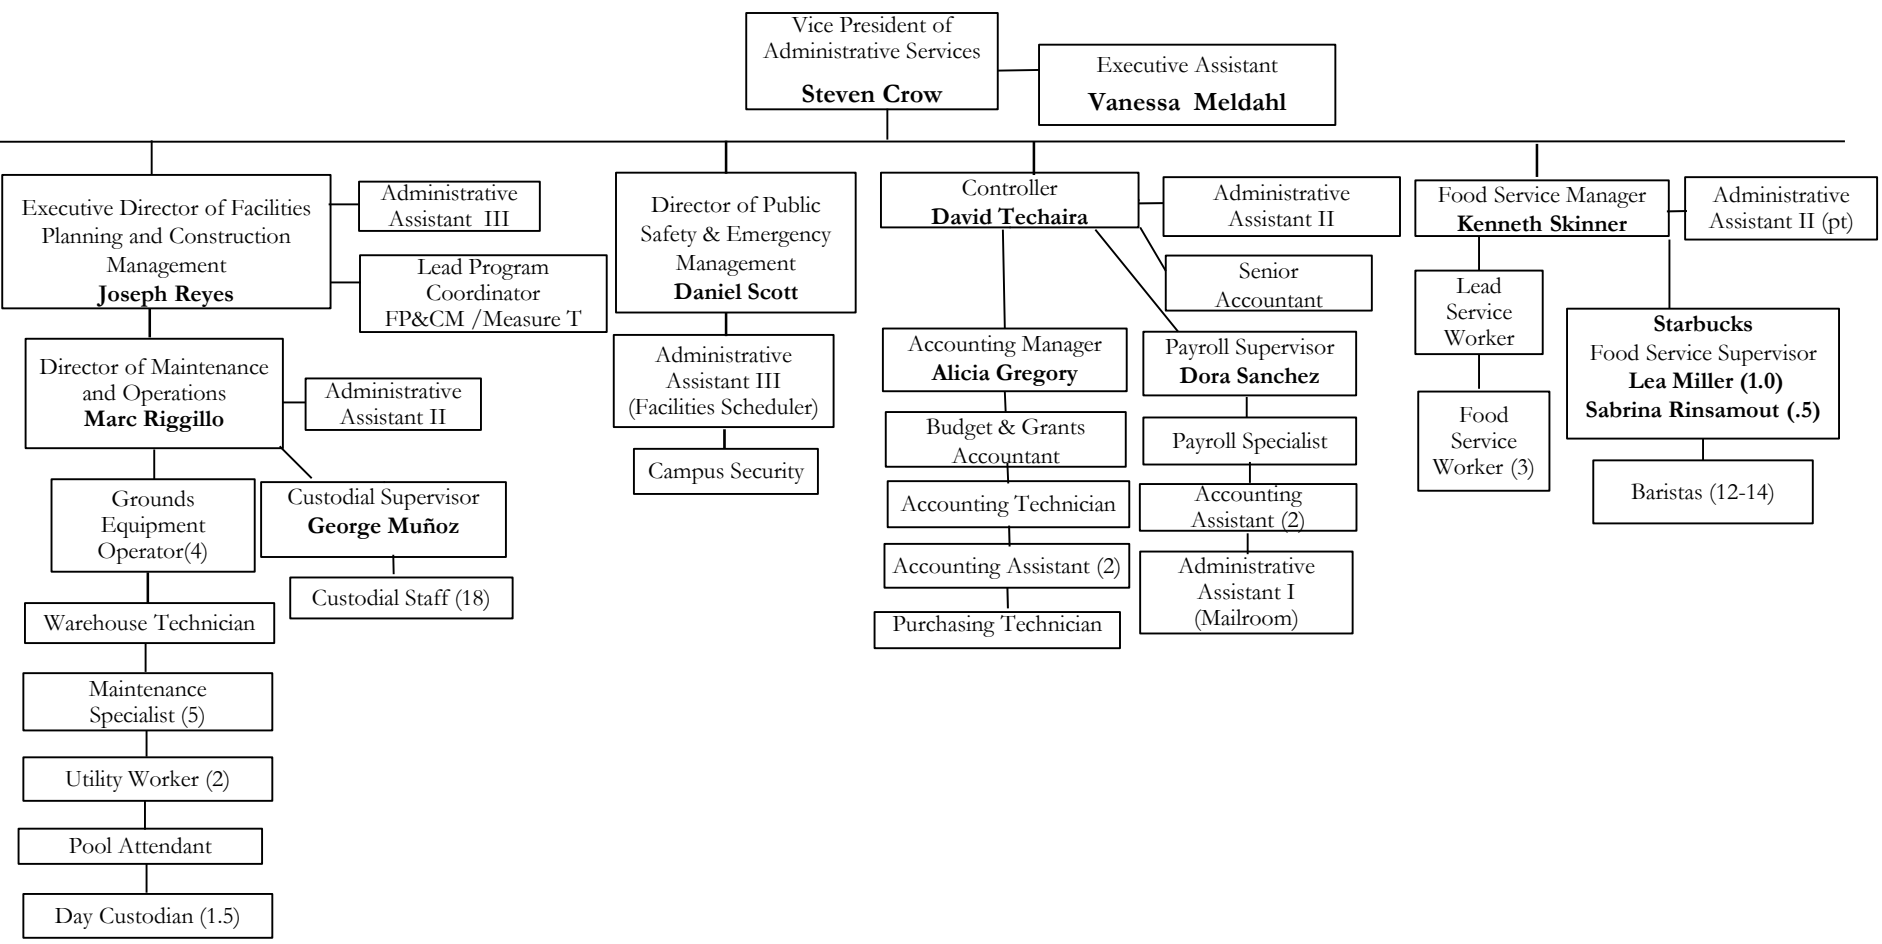 Vice President of
Administrative Services
Steven Crow
Executive Assistant
Vanessa Meldahl
Executive Director of Facilities
Planning and Construction
Management
Joseph Reyes
Administrative
Assistant III
Lead Program
Coordinator
FP&CM /Measure T
Director of Maintenance
and Operations
Marc Riggillo
Administrative
Assistant II
Grounds
Equipment
Operator(4)
Custodial Supervisor
George Muñoz
Custodial Staff (18)
Warehouse Technician
Maintenance
Specialist (5)
Utility Worker (2)
Pool Attendant
Day Custodian (1.5)
Director of Public
Safety & Emergency
Management
Daniel Scott
Administrative
Assistant III
(Facilities Scheduler)
Campus Security
Controller
David Techaira
Administrative
Assistant II
Senior
Accountant
Accounting Manager
Alicia Gregory
Budget & Grants
Accountant
Accounting Technician
Accounting Assistant (2)
Purchasing Technician
Payroll Supervisor
Dora Sanchez
Payroll Specialist
Accounting
Assistant (2)
Administrative
Assistant I
(Mailroom)
Food Service Manager
Kenneth Skinner
Administrative
Assistant II (pt)
Lead
Service
Worker
Food
Service
Worker (3)
Starbucks
Food Service Supervisor
Lea Miller (1.0)
Sabrina Rinsamout (.5)
Baristas (12-14)